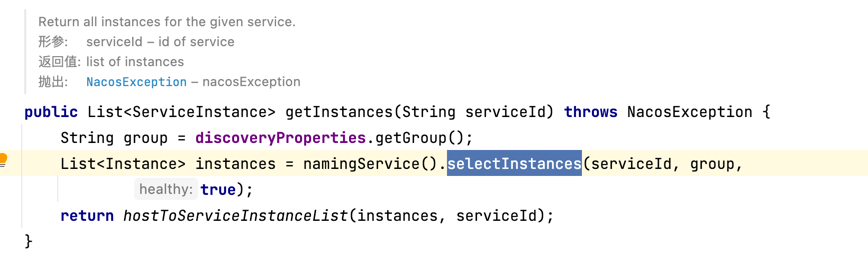 Return all instances for the given service.
形参: serviceId – id of service
返回值: list of instances
抛出: NacosException – nacosException
public List<ServiceInstance> getInstances(String serviceId) throws NacosException {
String group = discoveryProperties.getGroup();
List<Instance> instances = namingService().selectInstances(serviceId, group,
healthy: true);
return hostToServiceInstanceList(instances, serviceId);
}